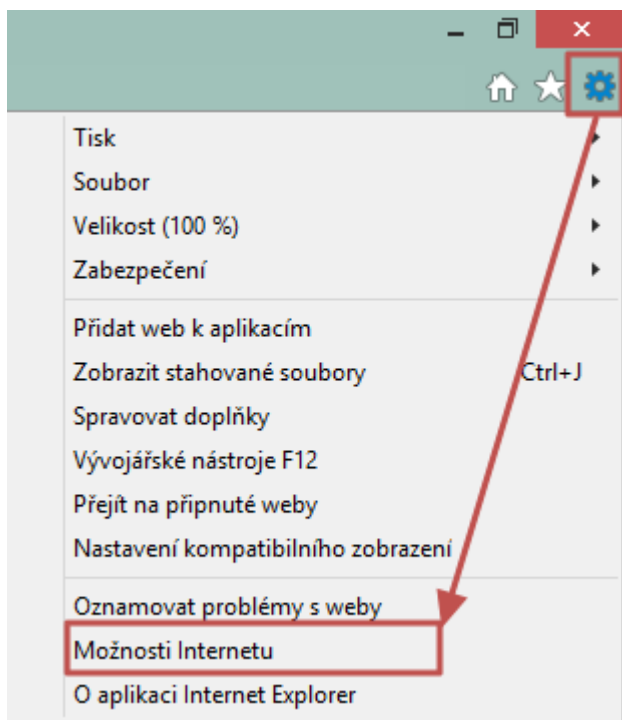 Tisk
Soubor
Velikost (100 %)
Zabezpečení
Přidat web k aplikacím
Zobrazit stahované soubory Ctrl+J
Spravovat doplňky
Vývojářské nástroje F12
Přejít na připnuté weby
Nastavení kompatibilního zobrazení
Oznamovat problémy s weby
Možnosti Internetu
O aplikaci Internet Explorer